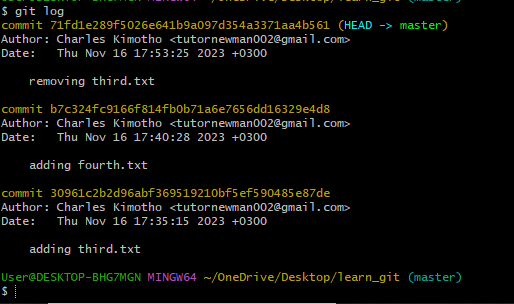 $ git log
commit 71fd1e289f5026e641b9a097d354a3371aa4b561 (HEAD -> master)
Author: Charles Kimotho <tutornewman002@gmail.com>
Date:   Thu Nov 16 17:53:25 2023 +0300
removing third.txt
commit b7c324fc9166f814fb0b71a6e7656dd16329e4d8
Author: Charles Kimotho <tutornewman002@gmail.com>
Date:   Thu Nov 16 17:40:28 2023 +0300
adding fourth.txt
commit 30961c2b2d96abf369519210bf5ef590485e87de
Author: Charles Kimotho <tutornewman002@gmail.com>
Date:   Thu Nov 16 17:35:15 2023 +0300
adding third.txt
User@DESKTOP-BHG7MGN MINGW64 ~/OneDrive/Desktop/learn_git (master)
$